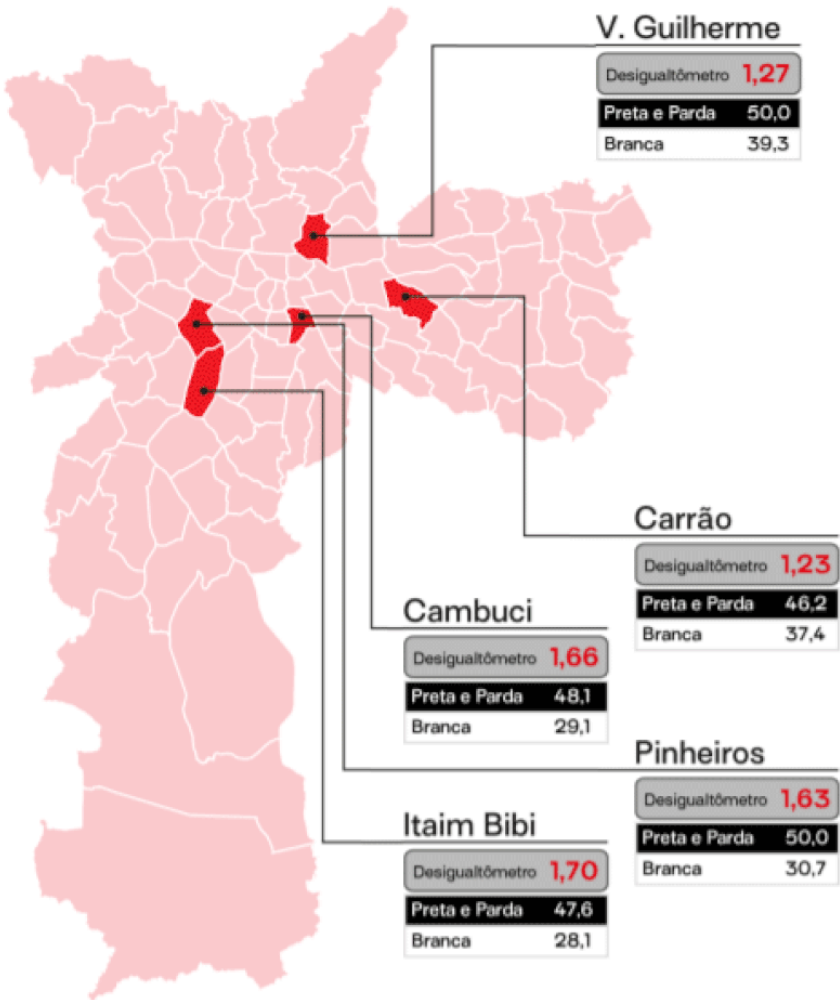 V. Guilherme
Desigualtômetro 1,27
Preta e Parda 50,0
Branca 39,3
Carrão
Desigualtômetro 1,23
Preta e Parda 46,2
Branca 37,4
Cambuci
Desigualtômetro 1,66
Preta e Parda 48,1
Branca 29,1
Pinheiros
Desigualtômetro 1,63
Preta e Parda 50,0
Branca 30,7
Itaim Bibi
Desigualtômetro 1,70
Preta e Parda 47,6
Branca 28,1